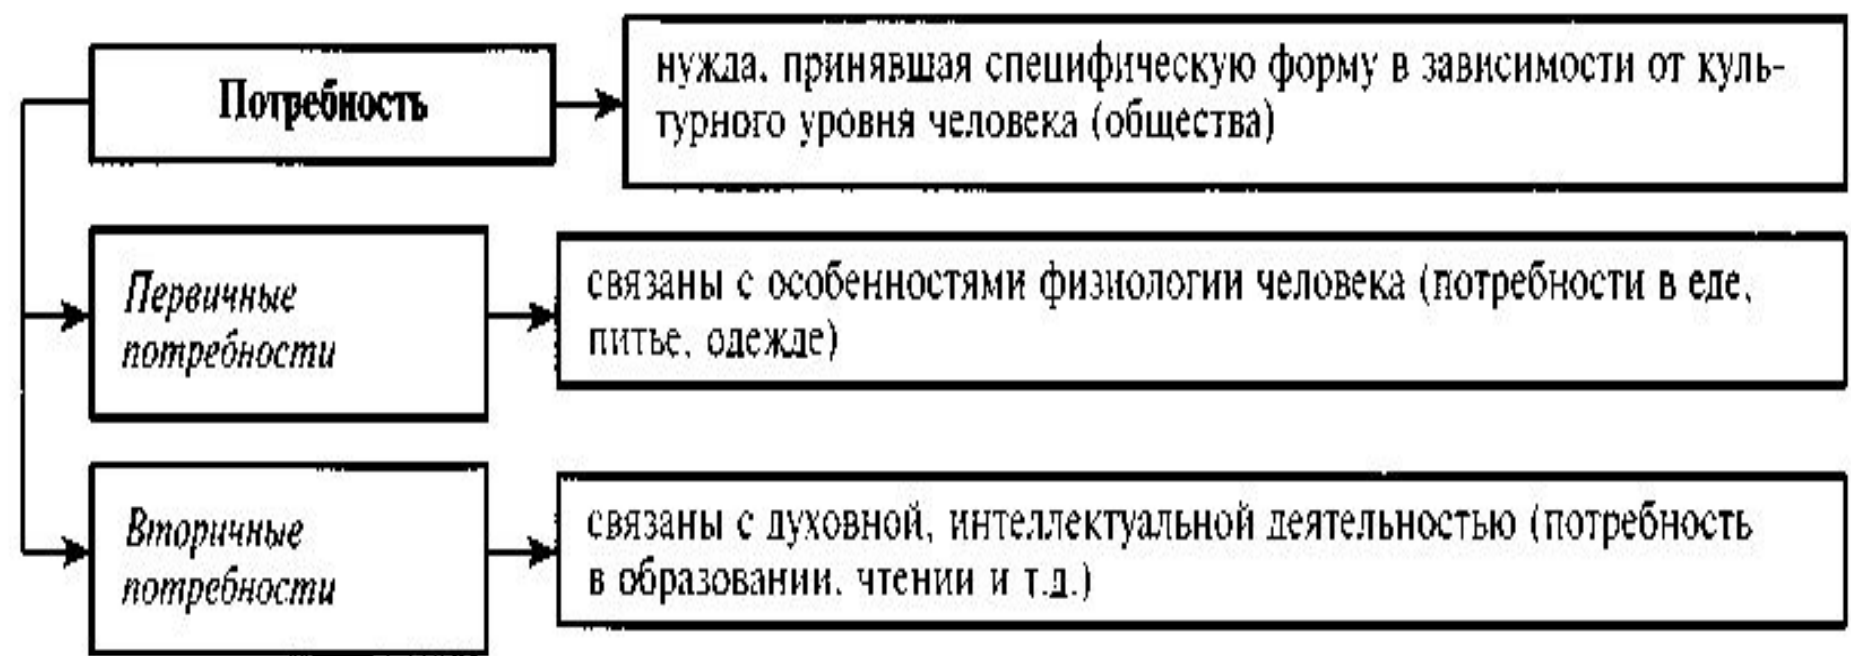 Потребность
нужда, принявшая специфическую форму в зависимости от куль-
турного уровня человека (общества)
Первичные
потребности
связаны с особенностями физиологии человека (потребности в еде,
питье, одежде)
Вторичные
потребности
связаны с духовной, интеллектуальной деятельностью (потребность
в образовании, чтении и т.д.)